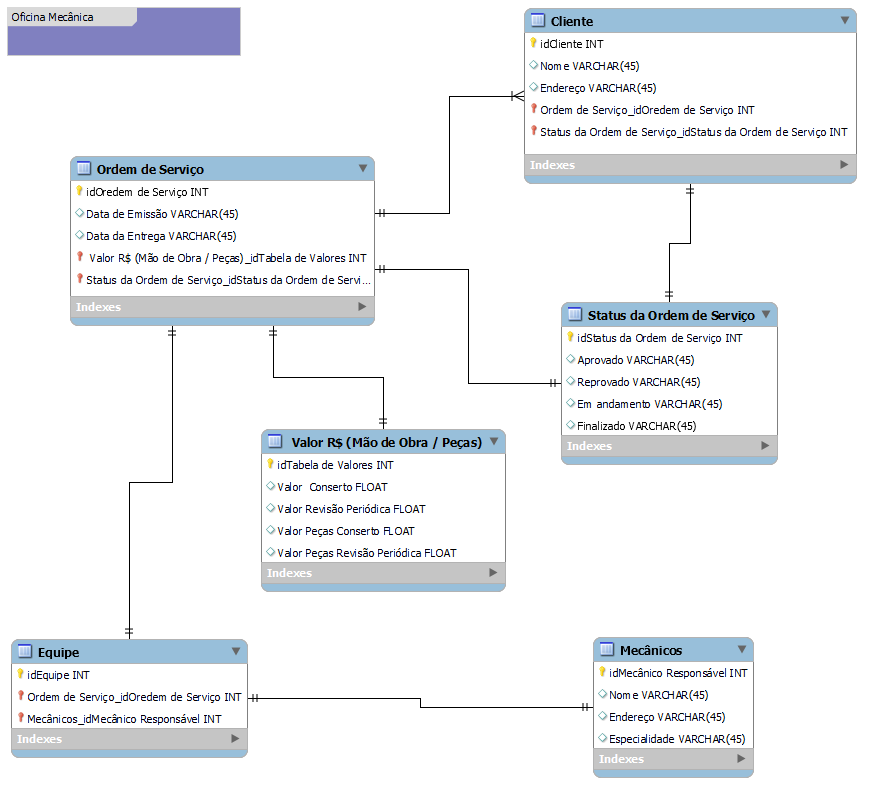 Oficina Mecânica
Cliente
idCliente INT
Nome VARCHAR(45)
Endereço VARCHAR(45)
Ordem de Serviço_idOredem de Serviço INT
Status da Ordem de Serviço_idStatus da Ordem de Serviço INT
Indexes
Ordem de Serviço
idOredem de Serviço INT
Data de Emissão VARCHAR(45)
Data da Entrega VARCHAR(45)
Valor R$ (Mão de Obra / Peças)_idTabela de Valores INT
Status da Ordem de Serviço_idStatus da Ordem de Servi...
Indexes
Status da Ordem de Serviço
idStatus da Ordem de Serviço INT
Aprovado VARCHAR(45)
Reprovado VARCHAR(45)
Em andamento VARCHAR(45)
Finalizado VARCHAR(45)
Indexes
Valor R$ (Mão de Obra / Peças)
idTabela de Valores INT
Valor  Conserto FLOAT
Valor Revisão Periódica FLOAT
Valor Peças Conserto FLOAT
Valor Peças Revisão Periódica FLOAT
Indexes
Equipe
idEquipe INT
Ordem de Serviço_idOredem de Serviço INT
Mecânicos_idMecânico Responsável INT
Indexes
Mecânicos
idMecânico Responsável INT
Nome VARCHAR(45)
Endereço VARCHAR(45)
Especialidade VARCHAR(45)
Indexes